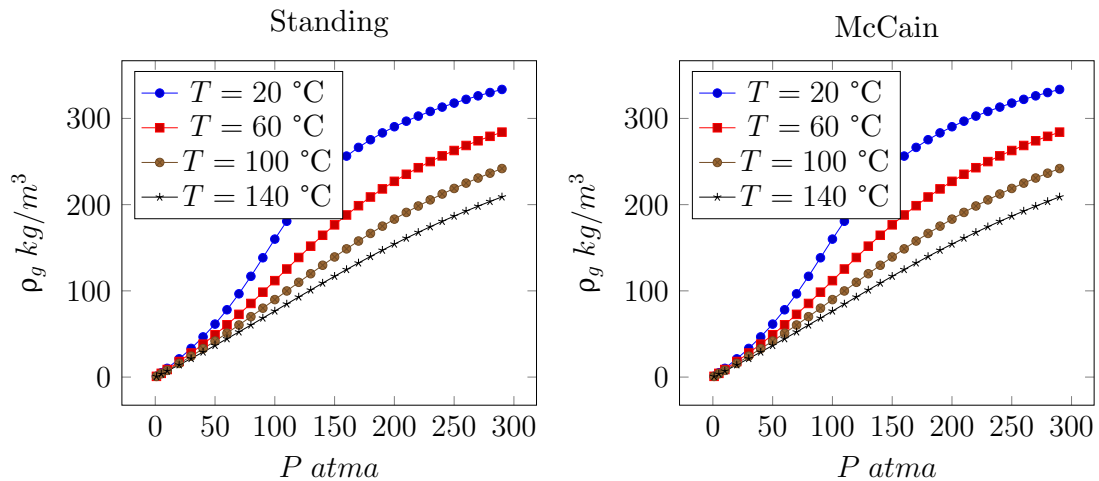 Standing
T = 20 °C
T = 60 °C
T = 100 °C
T = 140 °C
300
200
100
0
ρg kg/m³
0 50 100 150 200 250 300
P atma
McCain
T = 20 °C
T = 60 °C
T = 100 °C
T = 140 °C
300
200
100
0
ρg kg/m³
0 50 100 150 200 250 300
P atma